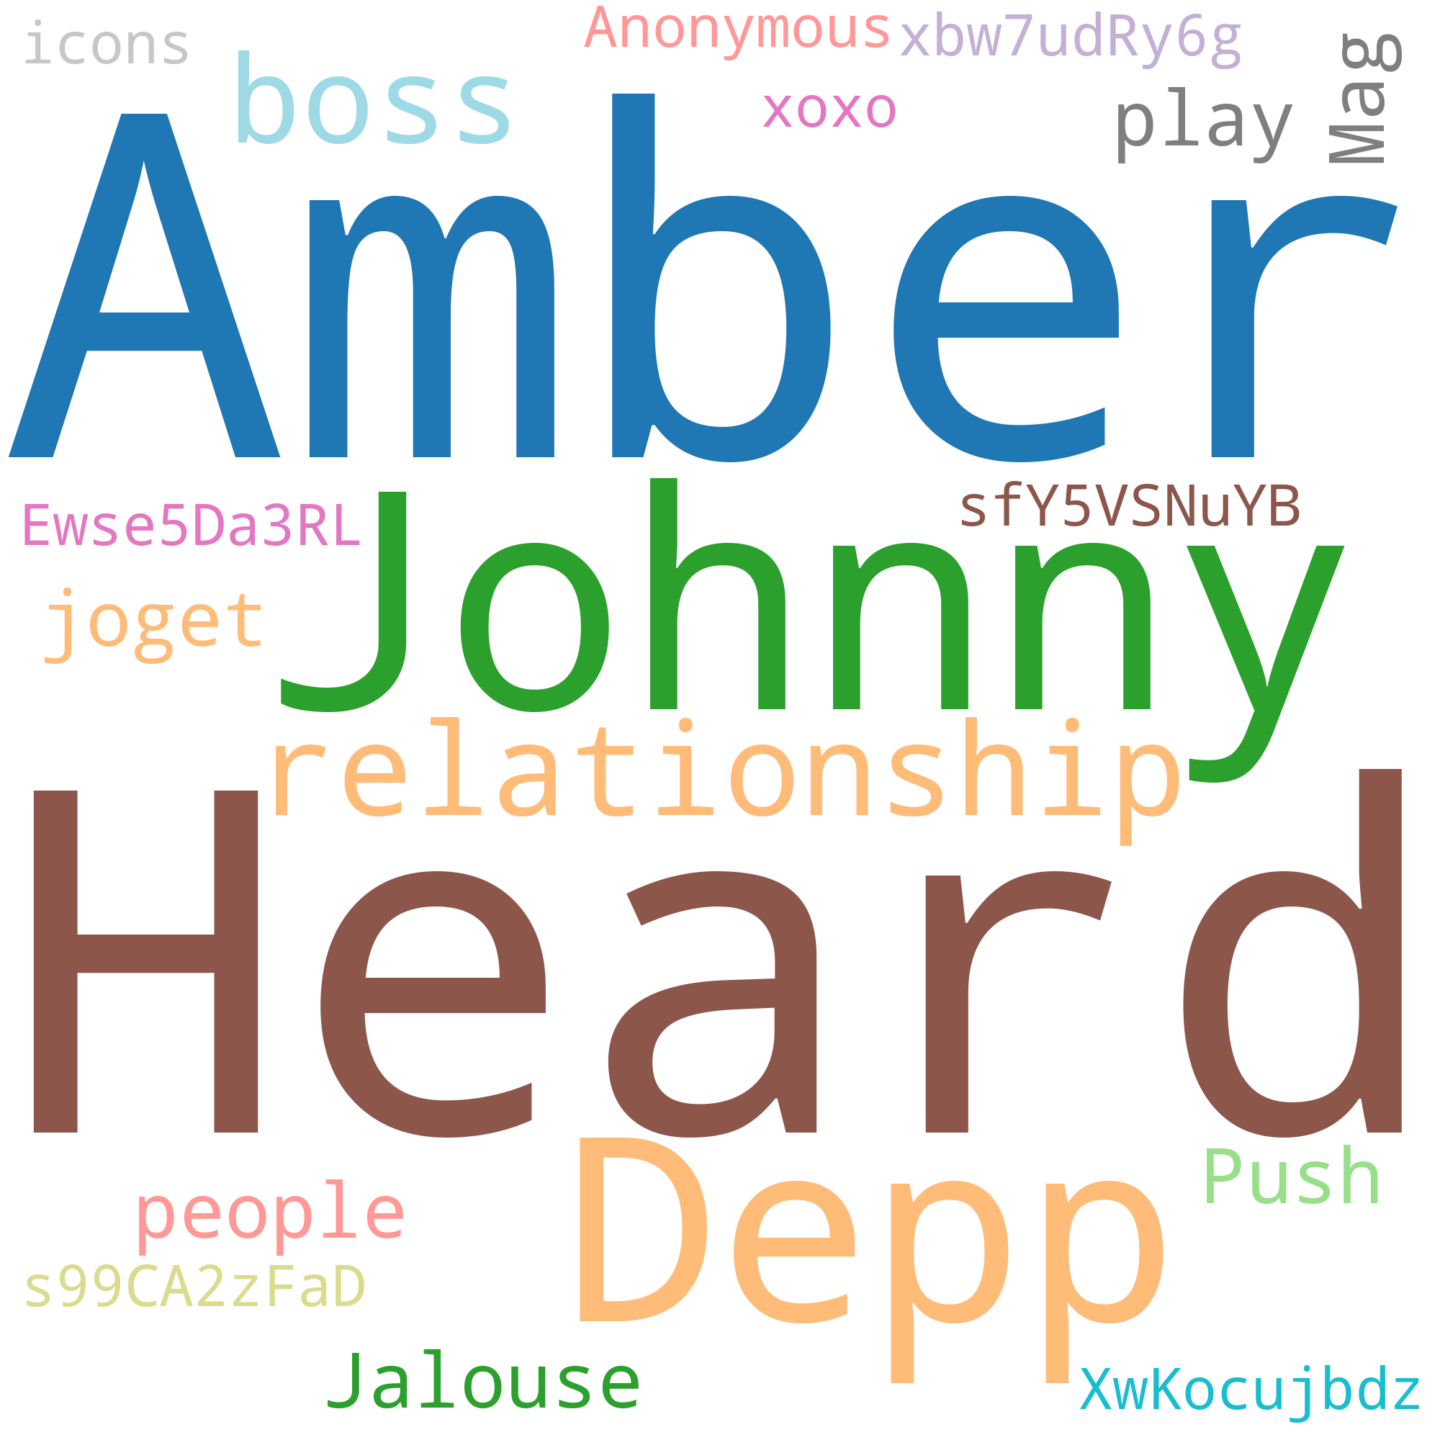 icons
Anonymous
xbw7udRy6g
Mag
boss
xoxo
play
Amber
Ewse5Da3RL
sfY5VSNuYB
Johnny
joget
relationship
Heard
Depp
Push
people
s99CA2zFaD
Jalouse
XwKocujbdz